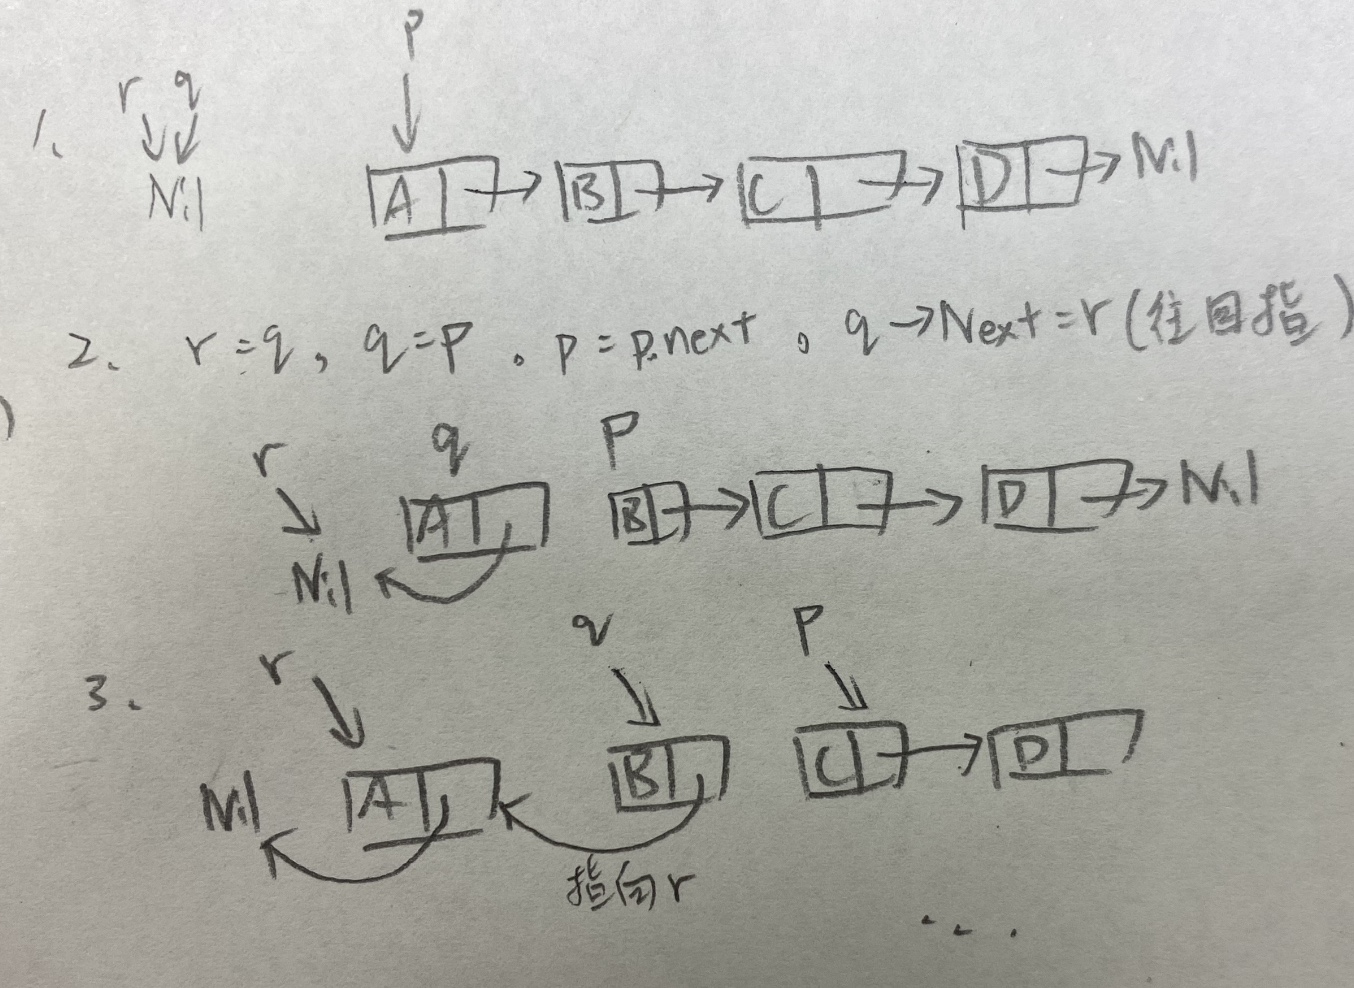 p
r q
1.
Nil A B C D Nil
2. r=q, q=p 。 p=p.next 。 q→Next=r(往回指)
)
r q P
A B C D Nil
Nil
q P
3. r
Nil A B C D
指向r
...